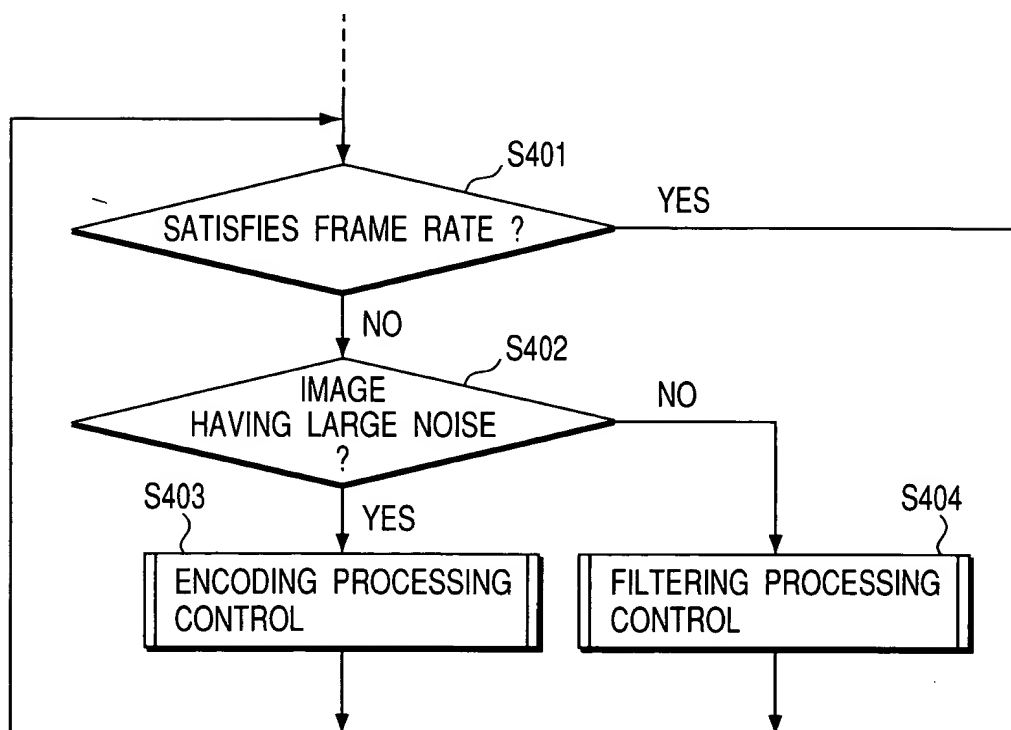 S401
SATISFIES FRAME RATE ?
YES
NO
S402
IMAGE
HAVING LARGE NOISE
?
NO
YES
S403
ENCODING PROCESSING
CONTROL
S404
FILTERING PROCESSING
CONTROL